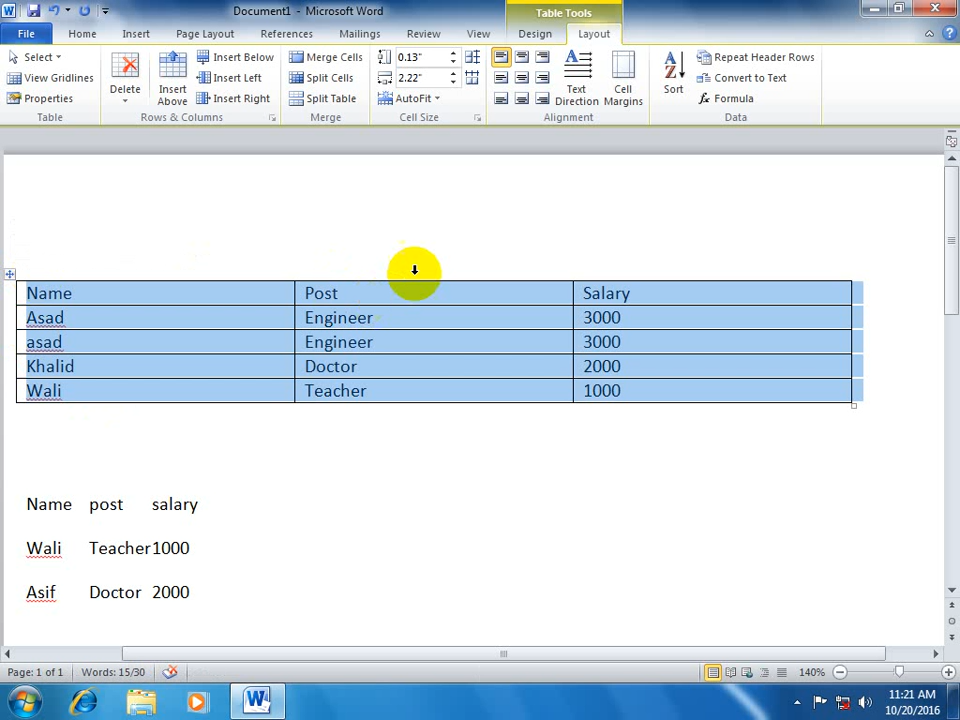 Document1 - Microsoft Word
Table Tools
File Home Insert Page Layout References Mailings Review View Design Layout
Select Insert Below Merge Cells 0.13" Repeat Header Rows
View Gridlines Delete Insert Above Insert Left Split Cells 2.22" Text Direction Cell Margins Sort Convert to Text
Properties Insert Right Split Table AutoFit Formula
Table Rows & Columns Merge Cell Size Alignment Data
Name Post Salary
Asad Engineer 3000
asad Engineer 3000
Khalid Doctor 2000
Wali Teacher 1000
Name post salary
Wali Teacher1000
Asif Doctor 2000
Page: 1 of 1 Words: 15/30 140%
11:21 AM
10/20/2016